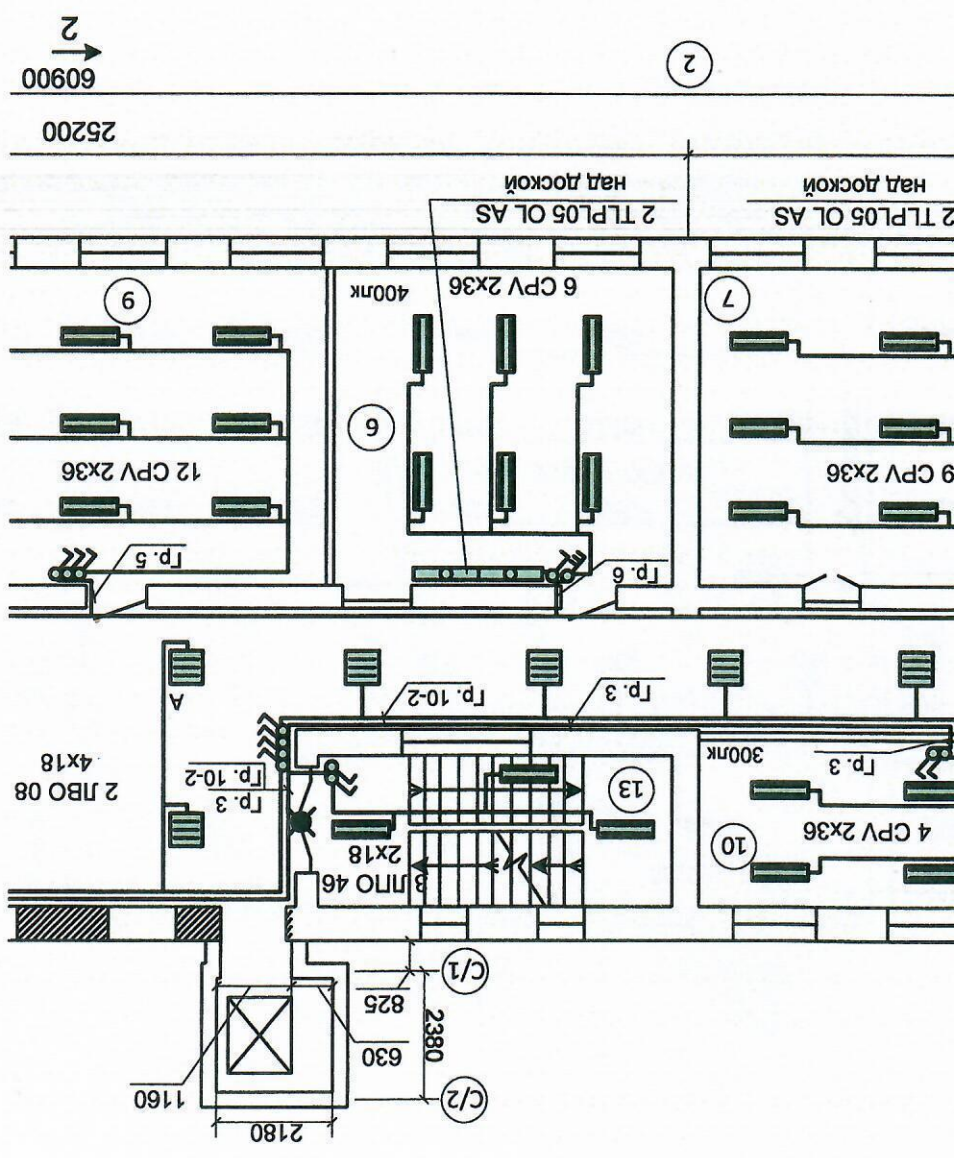 2
60900
2
25200
2 TLPL05 OL AS
над доской
2 TLPL05 OL AS
над доской
7
6 CPV 2x36
400лк
9
6
9 CPV 2x36
12 CPV 2x36
Гр. 6
Гр. 5
А
Гр. 3
Гр. 10-2
300лк
Гр. 3
Гр. 10-2
Гр. 3
2 ЛВО 08
4x18
13
4 CPV 2x36
10
3 ЛПО 46
2x18
С/1
825
2380
630
1160
С/2
2180